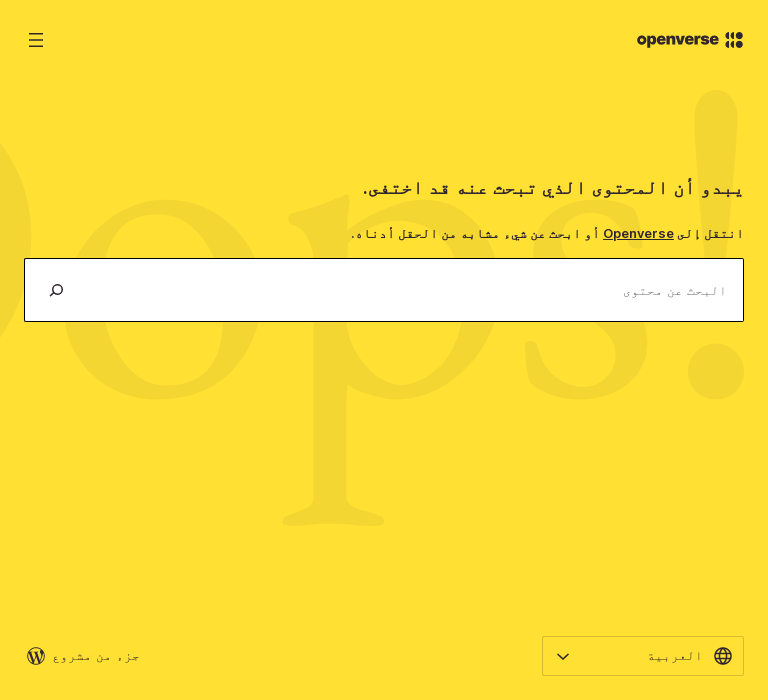 openverse
Oops!
يبدو أن المحتوى الذي تبحث عنه قد اختفى.
انتقل إلى Openverse أو ابحث عن شيء مشابه من الحقل أدناه.
البحث عن محتوى
العربية
جزء من مشروع